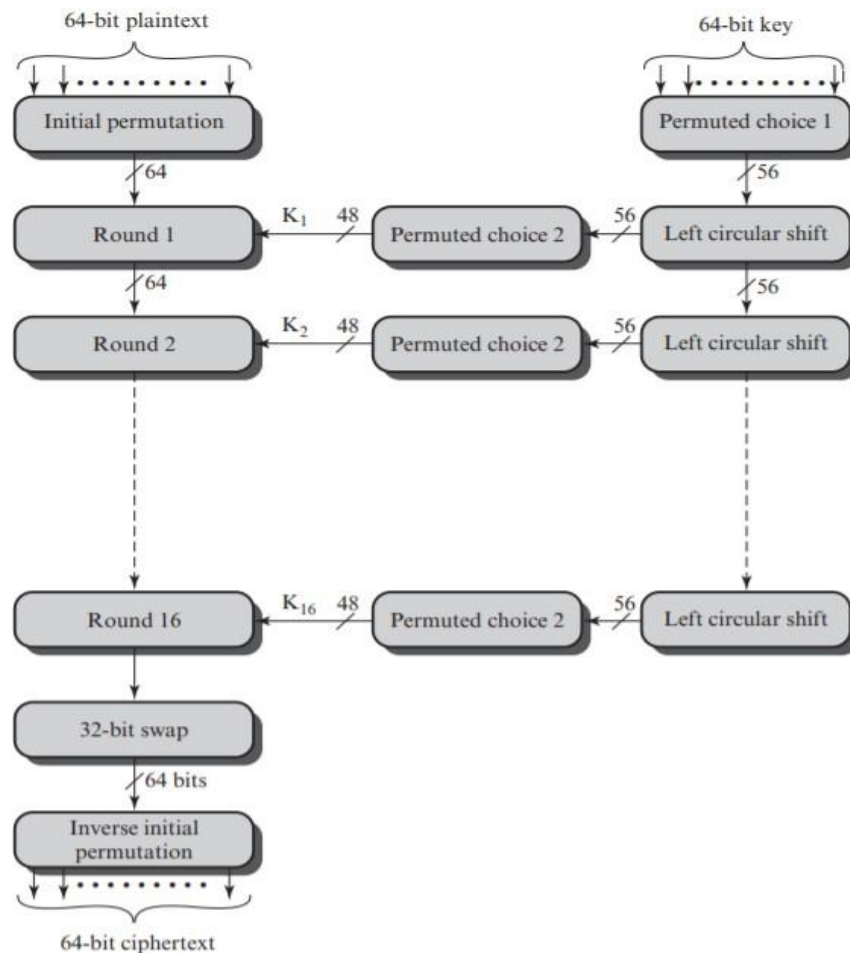 64-bit plaintext
64-bit key
Initial permutation
Permuted choice 1
64
56
Round 1
K1
48
Permuted choice 2
56
Left circular shift
64
56
Round 2
K2
48
Permuted choice 2
56
Left circular shift
Round 16
K16
48
Permuted choice 2
56
Left circular shift
32-bit swap
64 bits
Inverse initial
permutation
64-bit ciphertext